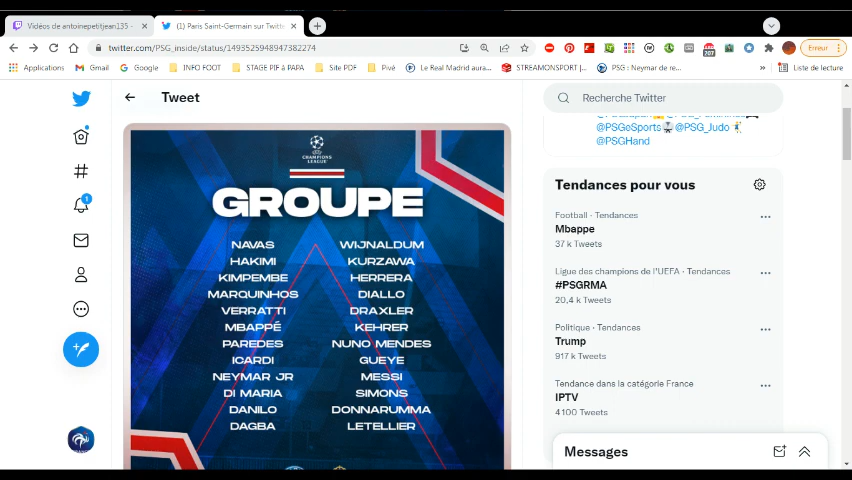 Vidéos de antoinepetitjean135 -
(1) Paris Saint-Germain sur Twitte
twitter.com/PSG_inside/status/1493525948947382274
Erreur
Applications
Gmail
Google
INFO FOOT
STAGE PIF à PAPA
Site PDF
Pivé
Le Real Madrid aura...
STREAMONSPORT |...
PSG : Neymar de re...
»
Liste de lecture
Tweet
Recherche Twitter
@PSGeSports @PSG_Judo
@PSGHand
CHAMPIONS
LEAGUE
GROUPE
NAVAS WIJNALDUM
HAKIMI KURZAWA
KIMPEMBE HERRERA
MARQUINHOS DIALLO
VERRATTI DRAXLER
MBAPPÉ KEHRER
PAREDES NUNO MENDES
ICARDI GUEYE
NEYMAR JR MESSI
DI MARIA SIMONS
DANILO DONNARUMMA
DAGBA LETELLIER
Tendances pour vous
Football · Tendances
Mbappe
37 k Tweets
Ligue des champions de l'UEFA · Tendances
#PSGRMA
20,4 k Tweets
Politique · Tendances
Trump
917 k Tweets
Tendance dans la catégorie France
IPTV
4 100 Tweets
Messages